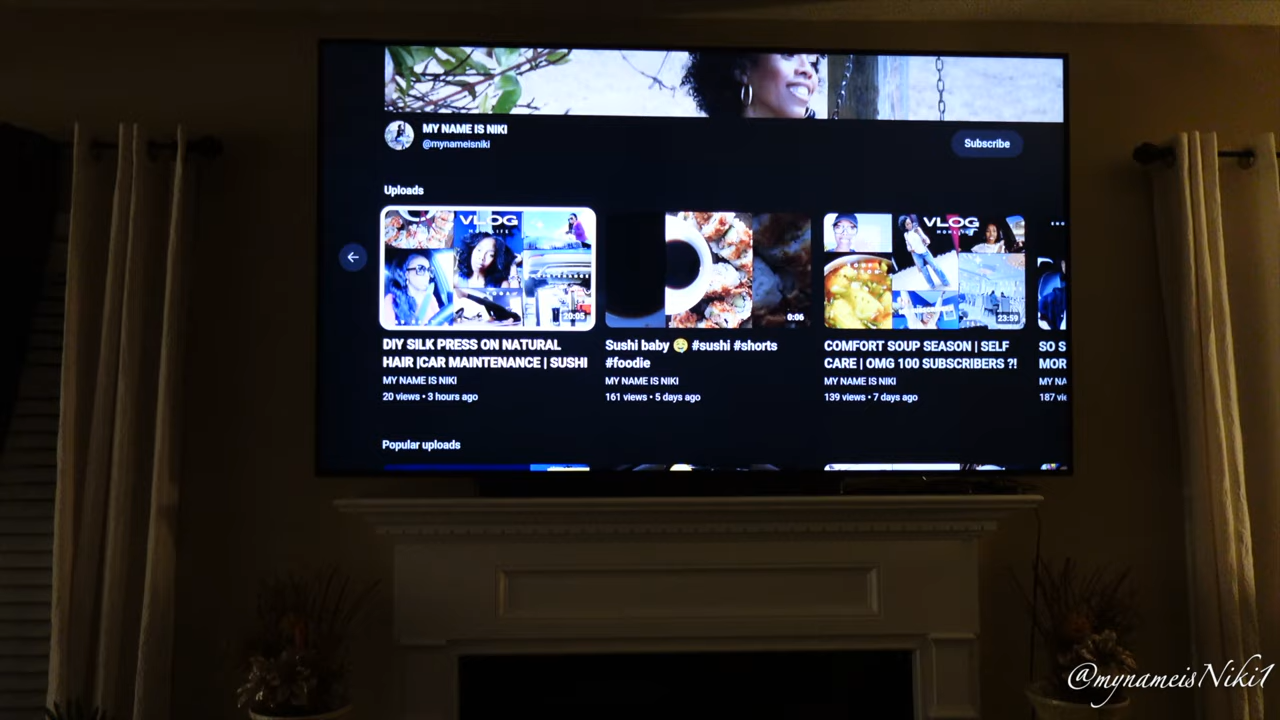 MY NAME IS NIKI
@mynameisniki
Subscribe
Uploads
VLOG
20:05
0:06
VLOG
23:59
DIY SILK PRESS ON NATURAL
HAIR |CAR MAINTENANCE | SUSHI
MY NAME IS NIKI
20 views • 3 hours ago
Sushi baby 🤤 #sushi #shorts
#foodie
MY NAME IS NIKI
161 views • 5 days ago
COMFORT SOUP SEASON | SELF
CARE | OMG 100 SUBSCRIBERS ?!
MY NAME IS NIKI
139 views • 7 days ago
SO S
MOR
MY NA
187 vie
Popular uploads
@mynameisNiki1